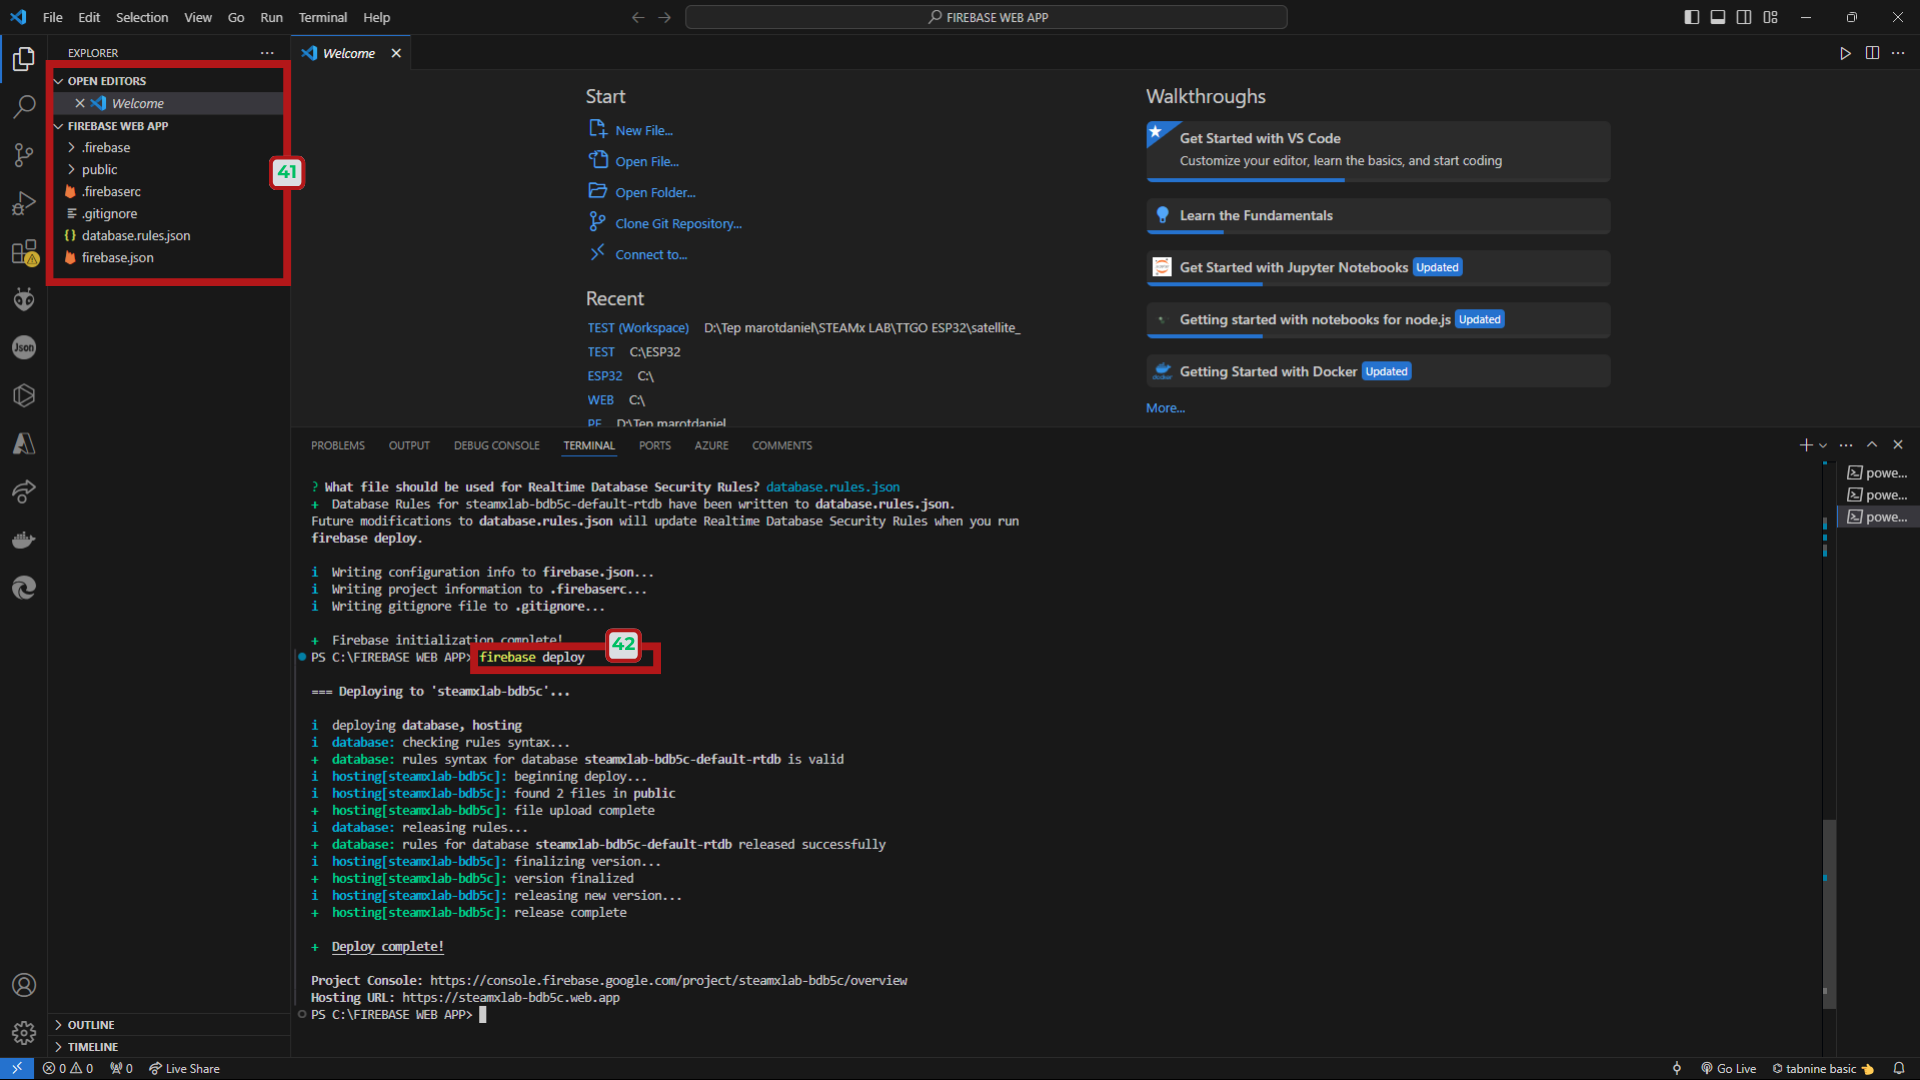 File Edit Selection View Go Run Terminal Help
FIREBASE WEB APP
EXPLORER
Welcome
OPEN EDITORS
Welcome
FIREBASE WEB APP
.firebase
public
.firebaserc
.gitignore
database.rules.json
firebase.json
41
Json
Start
New File...
Open File...
Open Folder...
Clone Git Repository...
Connect to...
Recent
TEST (Workspace) D:\Tep marotdaniel\STEAMx LAB\TTGO ESP32\satellite_
TEST C:\ESP32
ESP32 C:\
WEB C:\
PE D:\Tep marotdaniel
Walkthroughs
Get Started with VS Code
Customize your editor, learn the basics, and start coding
Learn the Fundamentals
Get Started with Jupyter Notebooks Updated
Getting started with notebooks for node.js Updated
Getting Started with Docker Updated
More...
PROBLEMS OUTPUT DEBUG CONSOLE TERMINAL PORTS AZURE COMMENTS
powe...
powe...
powe...
? What file should be used for Realtime Database Security Rules? database.rules.json
+ Database Rules for steamxlab-bdb5c-default-rtdb have been written to database.rules.json.
Future modifications to database.rules.json will update Realtime Database Security Rules when you run
firebase deploy.
i Writing configuration info to firebase.json...
i Writing project information to .firebaserc...
i Writing gitignore file to .gitignore...
+ Firebase initialization complete!
PS C:\FIREBASE WEB APP> firebase deploy
42
=== Deploying to 'steamxlab-bdb5c'...
i deploying database, hosting
i database: checking rules syntax...
+ database: rules syntax for database steamxlab-bdb5c-default-rtdb is valid
i hosting[steamxlab-bdb5c]: beginning deploy...
i hosting[steamxlab-bdb5c]: found 2 files in public
+ hosting[steamxlab-bdb5c]: file upload complete
i database: releasing rules...
+ database: rules for database steamxlab-bdb5c-default-rtdb released successfully
i hosting[steamxlab-bdb5c]: finalizing version...
+ hosting[steamxlab-bdb5c]: version finalized
i hosting[steamxlab-bdb5c]: releasing new version...
+ hosting[steamxlab-bdb5c]: release complete
+ Deploy complete!
Project Console: https://console.firebase.google.com/project/steamxlab-bdb5c/overview
Hosting URL: https://steamxlab-bdb5c.web.app
PS C:\FIREBASE WEB APP>
OUTLINE
TIMELINE
0 0 0 Live Share
Go Live tabnine basic